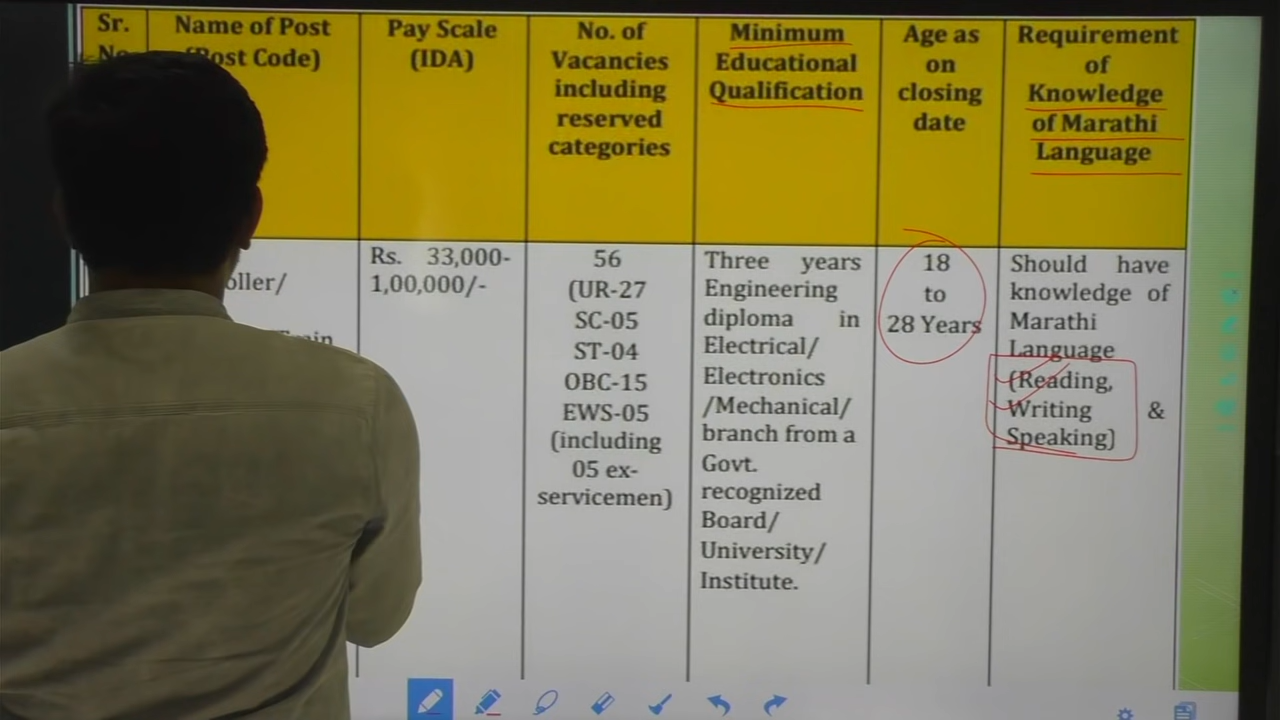 Sr.
No
Name of Post
Post Code)
Pay Scale
(IDA)
No. of
Vacancies
including
reserved
categories
Minimum
Educational
Qualification
Age as
on
closing
date
Requirement
of
Knowledge
of Marathi
Language
oller/
Rs. 33,000-
1,00,000/-
56
(UR-27
SC-05
ST-04
OBC-15
EWS-05
(including
05 ex-
servicemen)
Three years
Engineering
diploma in
Electrical/
Electronics
/Mechanical/
branch from a
Govt.
recognized
Board/
University/
Institute.
18
to
28 Years
Should have
knowledge of
Marathi
Language
(Reading,
Writing &
Speaking)